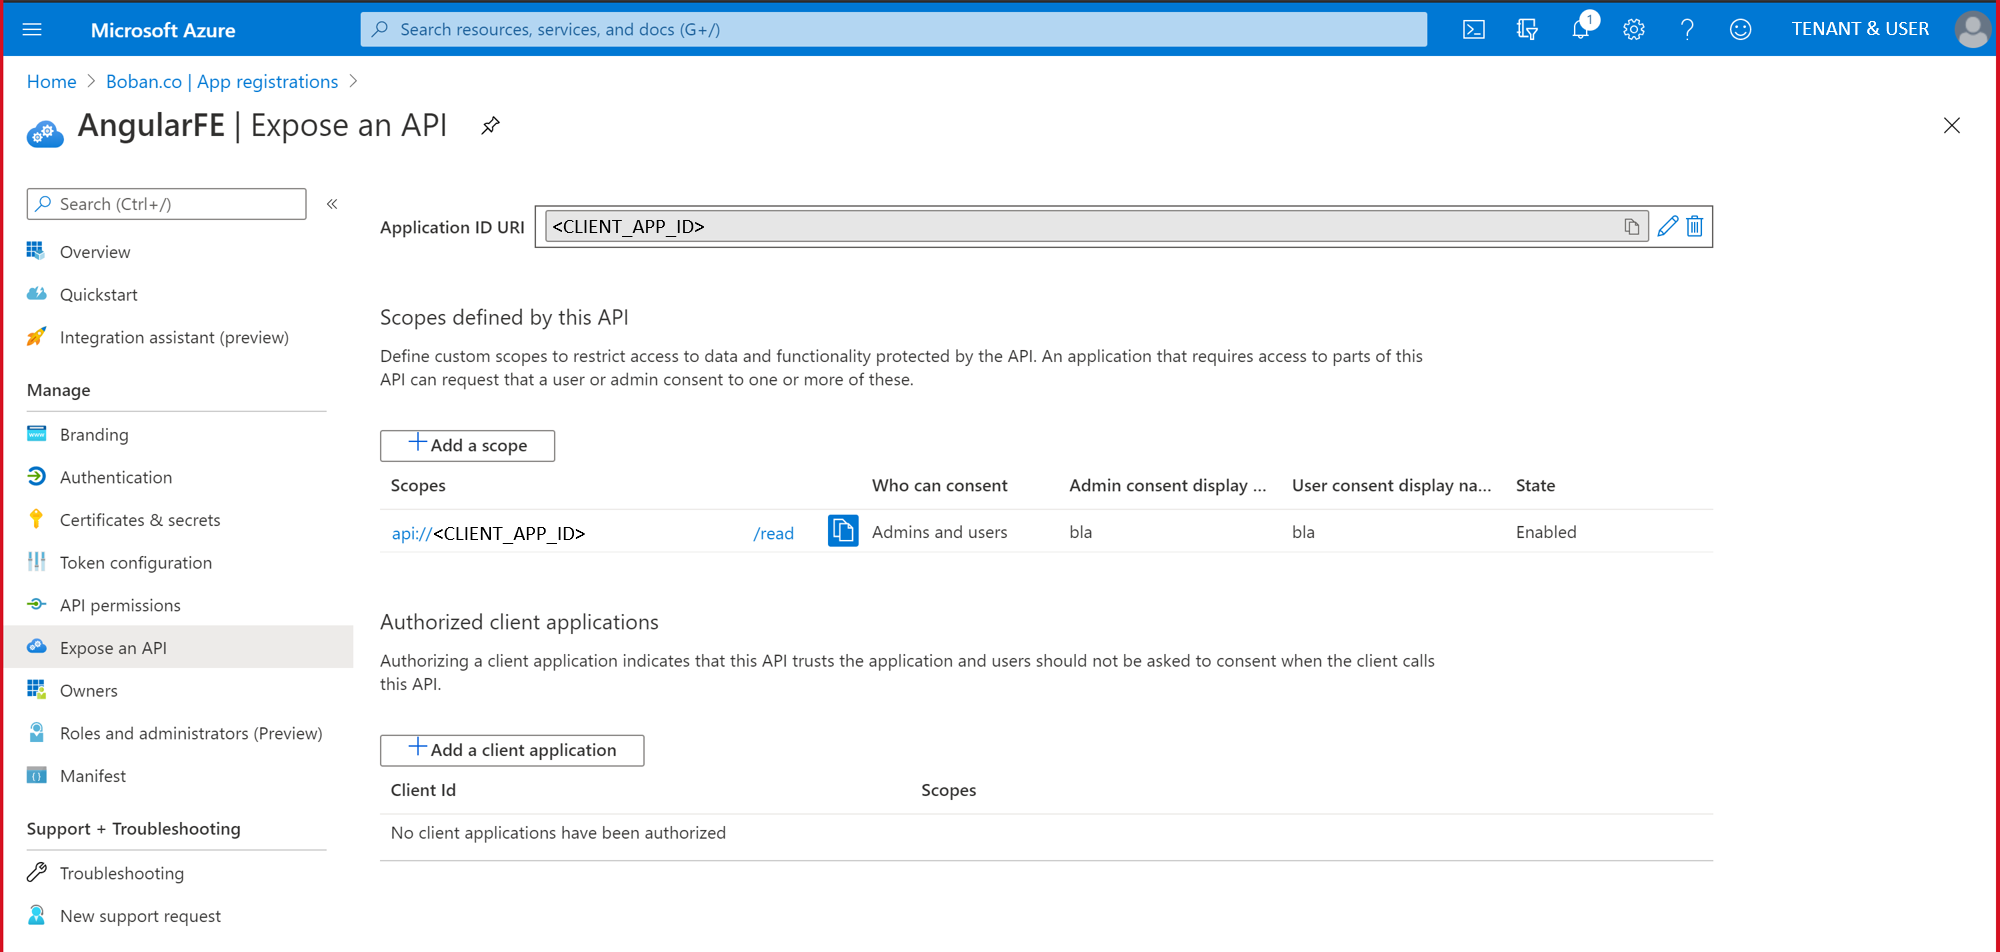 Microsoft Azure
Search resources, services, and docs (G+/)
1
TENANT & USER
Home > Boban.co | App registrations >
AngularFE | Expose an API
Search (Ctrl+/)
«
Overview
Quickstart
Integration assistant (preview)
Manage
Branding
Authentication
Certificates & secrets
Token configuration
API permissions
Expose an API
Owners
Roles and administrators (Preview)
Manifest
Support + Troubleshooting
Troubleshooting
New support request
Application ID URI <CLIENT_APP_ID>
Scopes defined by this API
Define custom scopes to restrict access to data and functionality protected by the API. An application that requires access to parts of this
API can request that a user or admin consent to one or more of these.
+ Add a scope
Scopes Who can consent Admin consent display ... User consent display na... State
api://<CLIENT_APP_ID> /read Admins and users bla bla Enabled
Authorized client applications
Authorizing a client application indicates that this API trusts the application and users should not be asked to consent when the client calls
this API.
+ Add a client application
Client Id Scopes
No client applications have been authorized